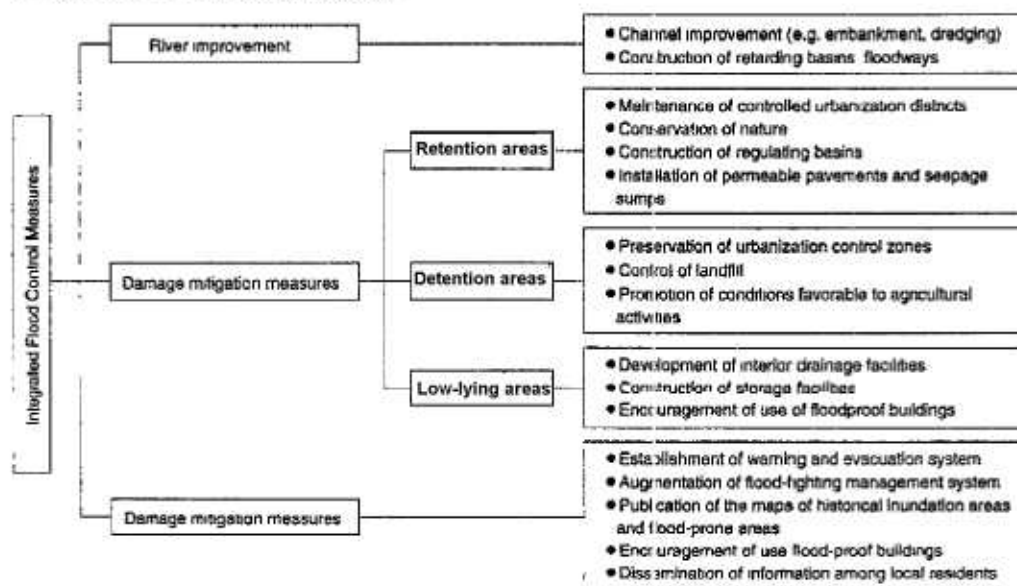 Integrated Flood Control Measures
River improvement
● Channel improvement (e.g. embankment, dredging)
● Construction of retarding basins floodways
Damage mitigation measures
Retention areas
● Maintenance of controlled urbanization districts
● Conservation of nature
● Construction of regulating basins
● Installation of permeable pavements and seepage
sumps
Detention areas
● Preservation of urbanization control zones
● Control of landfill
● Promotion of conditions favorable to agricultural
activities
Low-lying areas
● Development of interior drainage facilities
● Construction of storage facilities
● Encouragement of use of floodproof buildings
Damage mitigation measures
● Establishment of warning and evacuation system
● Augmentation of flood-fighting management system
● Publication of the maps of historical inundation areas
and flood-prone areas
● Encouragement of use flood-proof buildings
● Dissemination of information among local residents